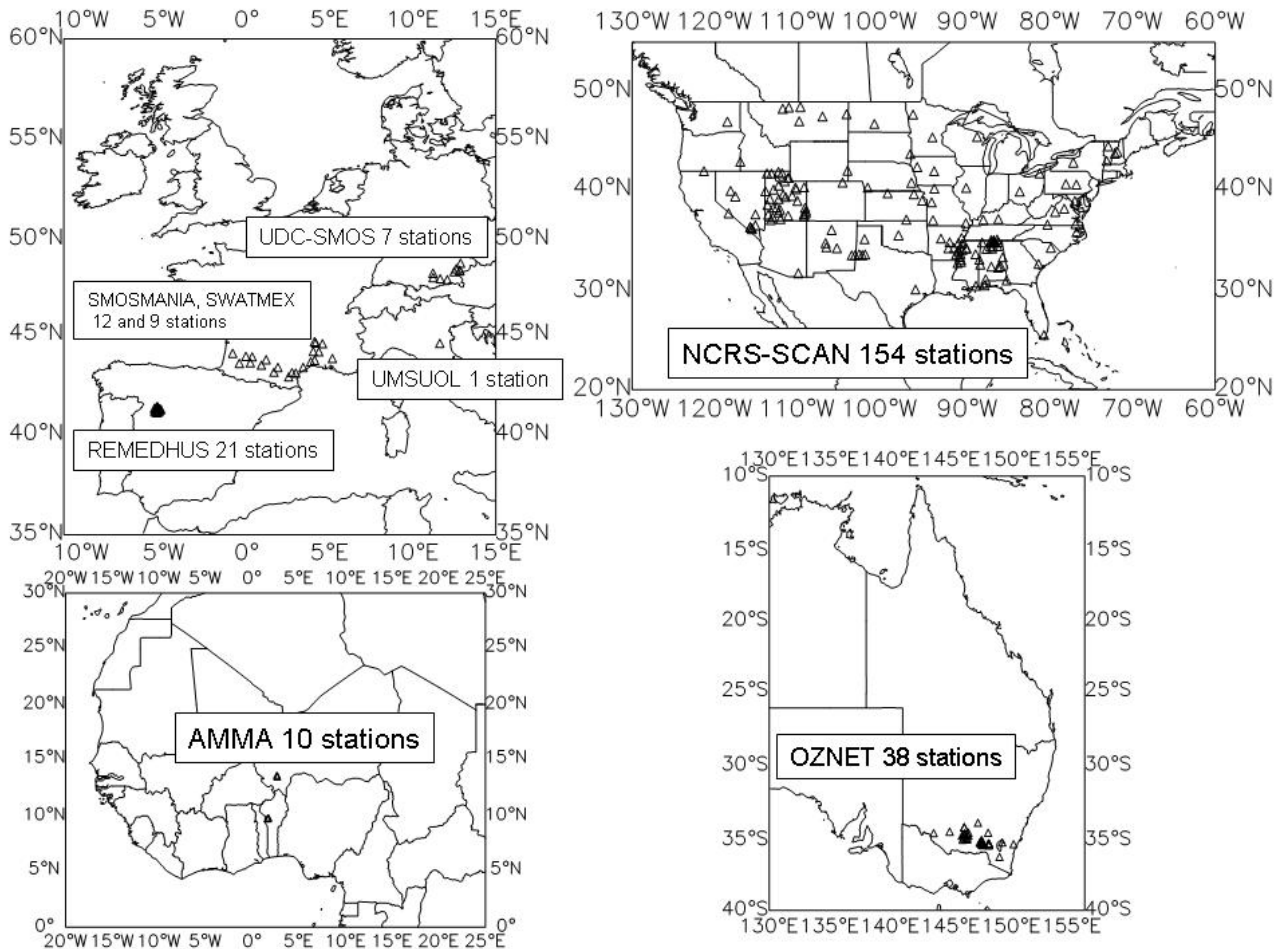 10°W 5°W 0° 5°E 10°E 15°E
60°N 60°N
55°N 55°N
50°N 50°N
45°N 45°N
40°N 40°N
35°N 35°N
10°W 5°W 0° 5°E 10°E 15°E
UDC-SMOS 7 stations
SMOSMANIA, SWATMEX
12 and 9 stations
UMSUOL 1 station
REMEDHUS 21 stations
130°W 120°W 110°W 100°W 90°W 80°W 70°W 60°W
50°N 50°N
40°N 40°N
30°N 30°N
20°N 20°N
130°W 120°W 110°W 100°W 90°W 80°W 70°W 60°W
NCRS-SCAN 154 stations
20°W 15°W 10°W 5°W 0° 5°E 10°E 15°E 20°E 25°E
30°N 30°N
25°N 25°N
20°N 20°N
15°N 15°N
10°N 10°N
5°N 5°N
0° 0°
20°W 15°W 10°W 5°W 0° 5°E 10°E 15°E 20°E 25°E
AMMA 10 stations
130°E 135°E 140°E 145°E 150°E 155°E
10°S 10°S
15°S 15°S
20°S 20°S
25°S 25°S
30°S 30°S
35°S 35°S
40°S 40°S
130°E 135°E 140°E 145°E 150°E 155°E
OZNET 38 stations